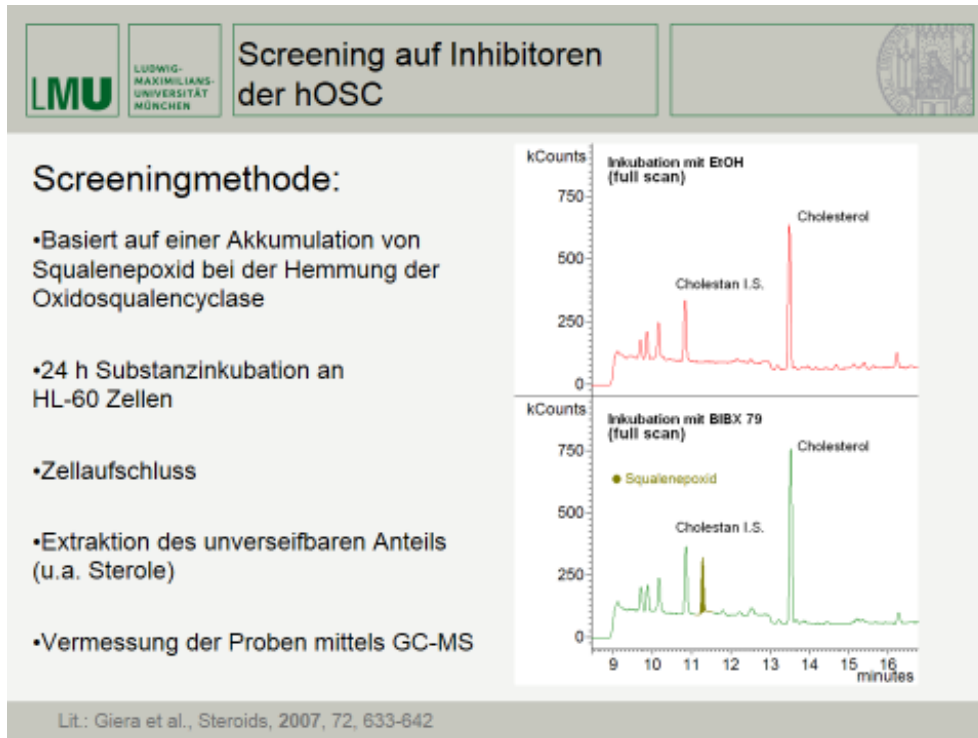 LMU
LUDWIG-
MAXIMILIANS-
UNIVERSITÄT
MÜNCHEN
Screening auf Inhibitoren
der hOSC
Screeningmethode:
•Basiert auf einer Akkumulation von
Squalenepoxid bei der Hemmung der
Oxidosqualencyclase
•24 h Substanzinkubation an
HL-60 Zellen
•Zellaufschluss
•Extraktion des unverseifbaren Anteils
(u.a. Sterole)
•Vermessung der Proben mittels GC-MS
kCounts
Inkubation mit EtOH
(full scan)
750
Cholesterol
500
Cholestan I.S.
250
0
kCounts
Inkubation mit BIBX 79
(full scan)
750
Cholesterol
Squalenepoxid
500
Cholestan I.S.
250
0
9 10 11 12 13 14 15 16
minutes
Lit.: Giera et al., Steroids, 2007, 72, 633-642